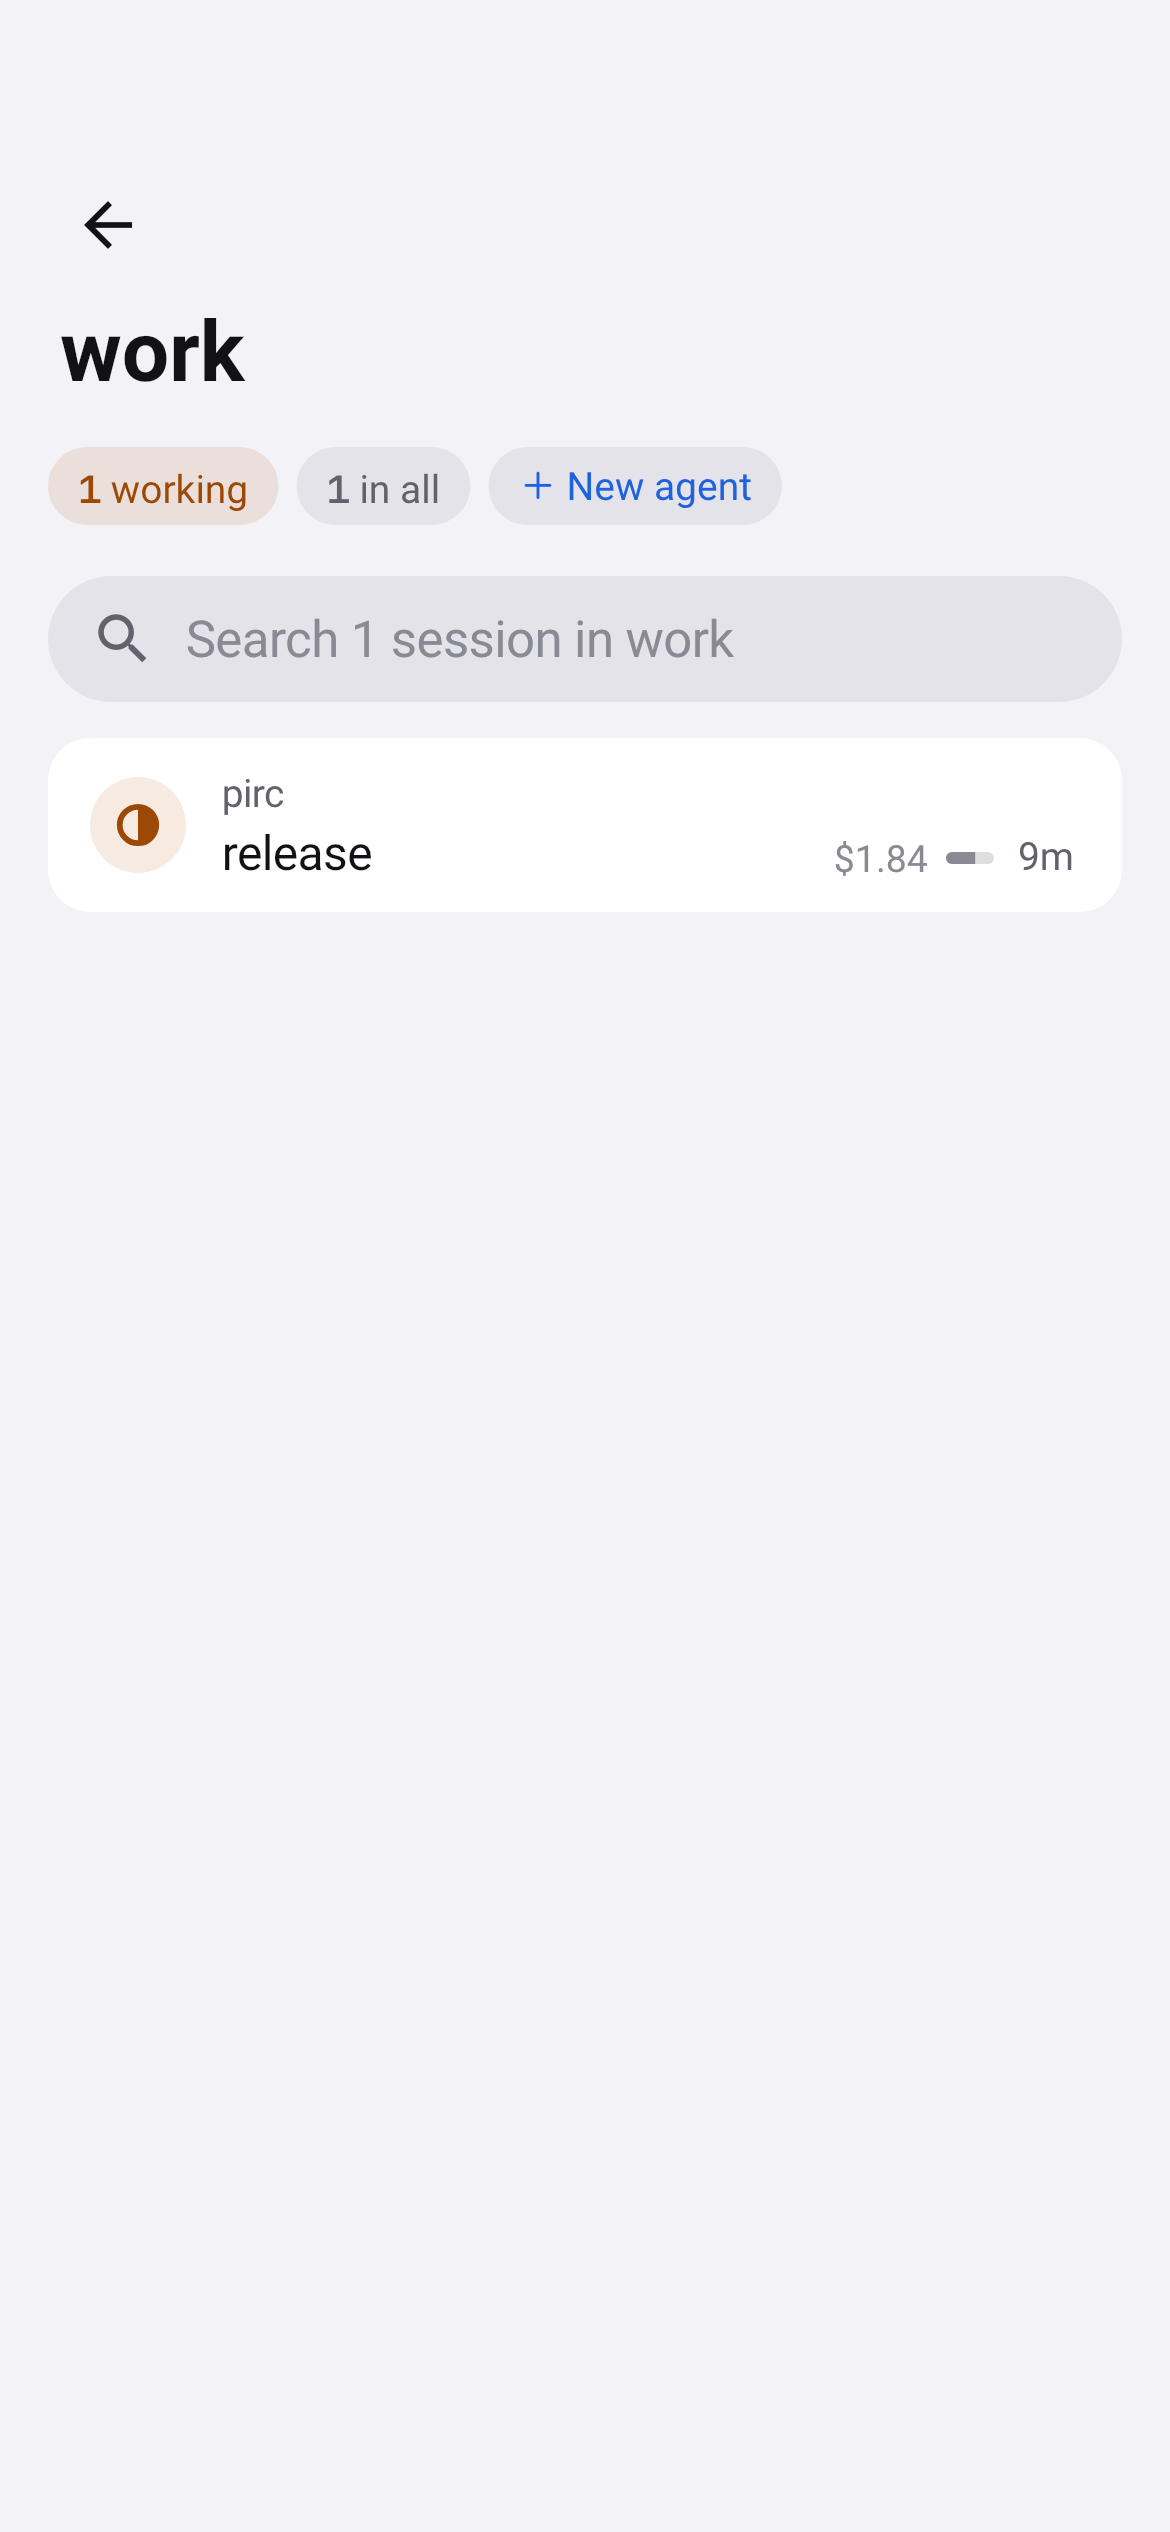 work
1 working
1 in all
+ New agent
Search 1 session in work
pirc
release
$1.84
9m